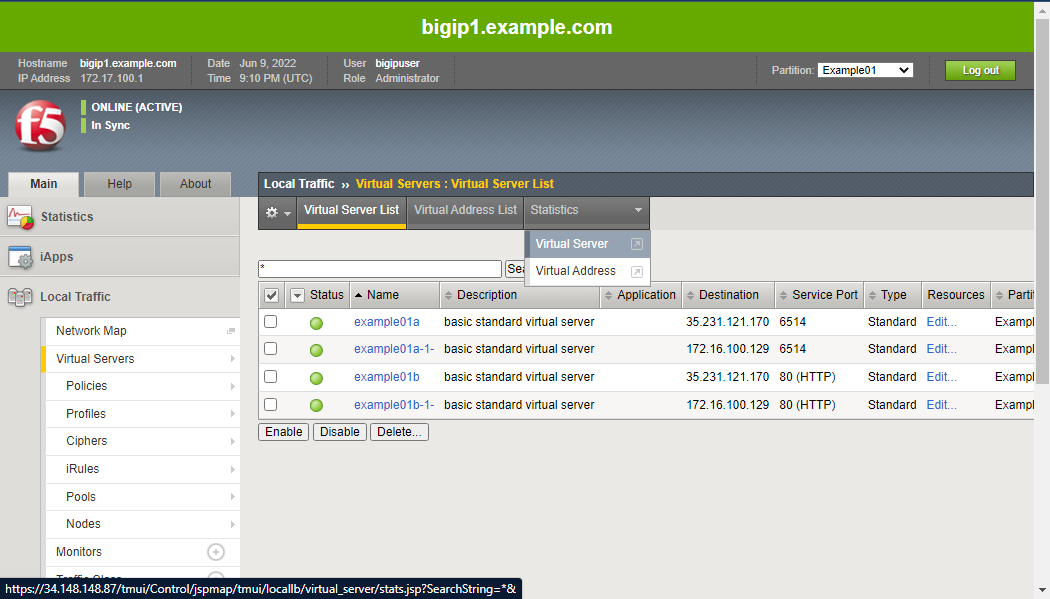 bigip1.example.com
Hostname bigip1.example.com Date Jun 9, 2022 User bigipuser
IP Address 172.17.100.1 Time 9:10 PM (UTC) Role Administrator
Partition: Example01 Log out
f5
ONLINE (ACTIVE)
In Sync
Main Help About
Local Traffic ›› Virtual Servers : Virtual Server List
Virtual Server List Virtual Address List Statistics
Virtual Server
Virtual Address
Statistics
iApps
Local Traffic
Network Map
Virtual Servers
Policies
Profiles
Ciphers
iRules
Pools
Nodes
Monitors
*
Status Name Description Application Destination Service Port Type Resources
example01a basic standard virtual server 35.231.121.170 6514 Standard Edit...
example01a-1- basic standard virtual server 172.16.100.129 6514 Standard Edit...
example01b basic standard virtual server 35.231.121.170 80 (HTTP) Standard Edit...
example01b-1- basic standard virtual server 172.16.100.129 80 (HTTP) Standard Edit...
Enable Disable Delete...
https://34.148.148.87/tmui/Control/jspmap/tmui/locallb/virtual_server/stats.jsp?SearchString=*&